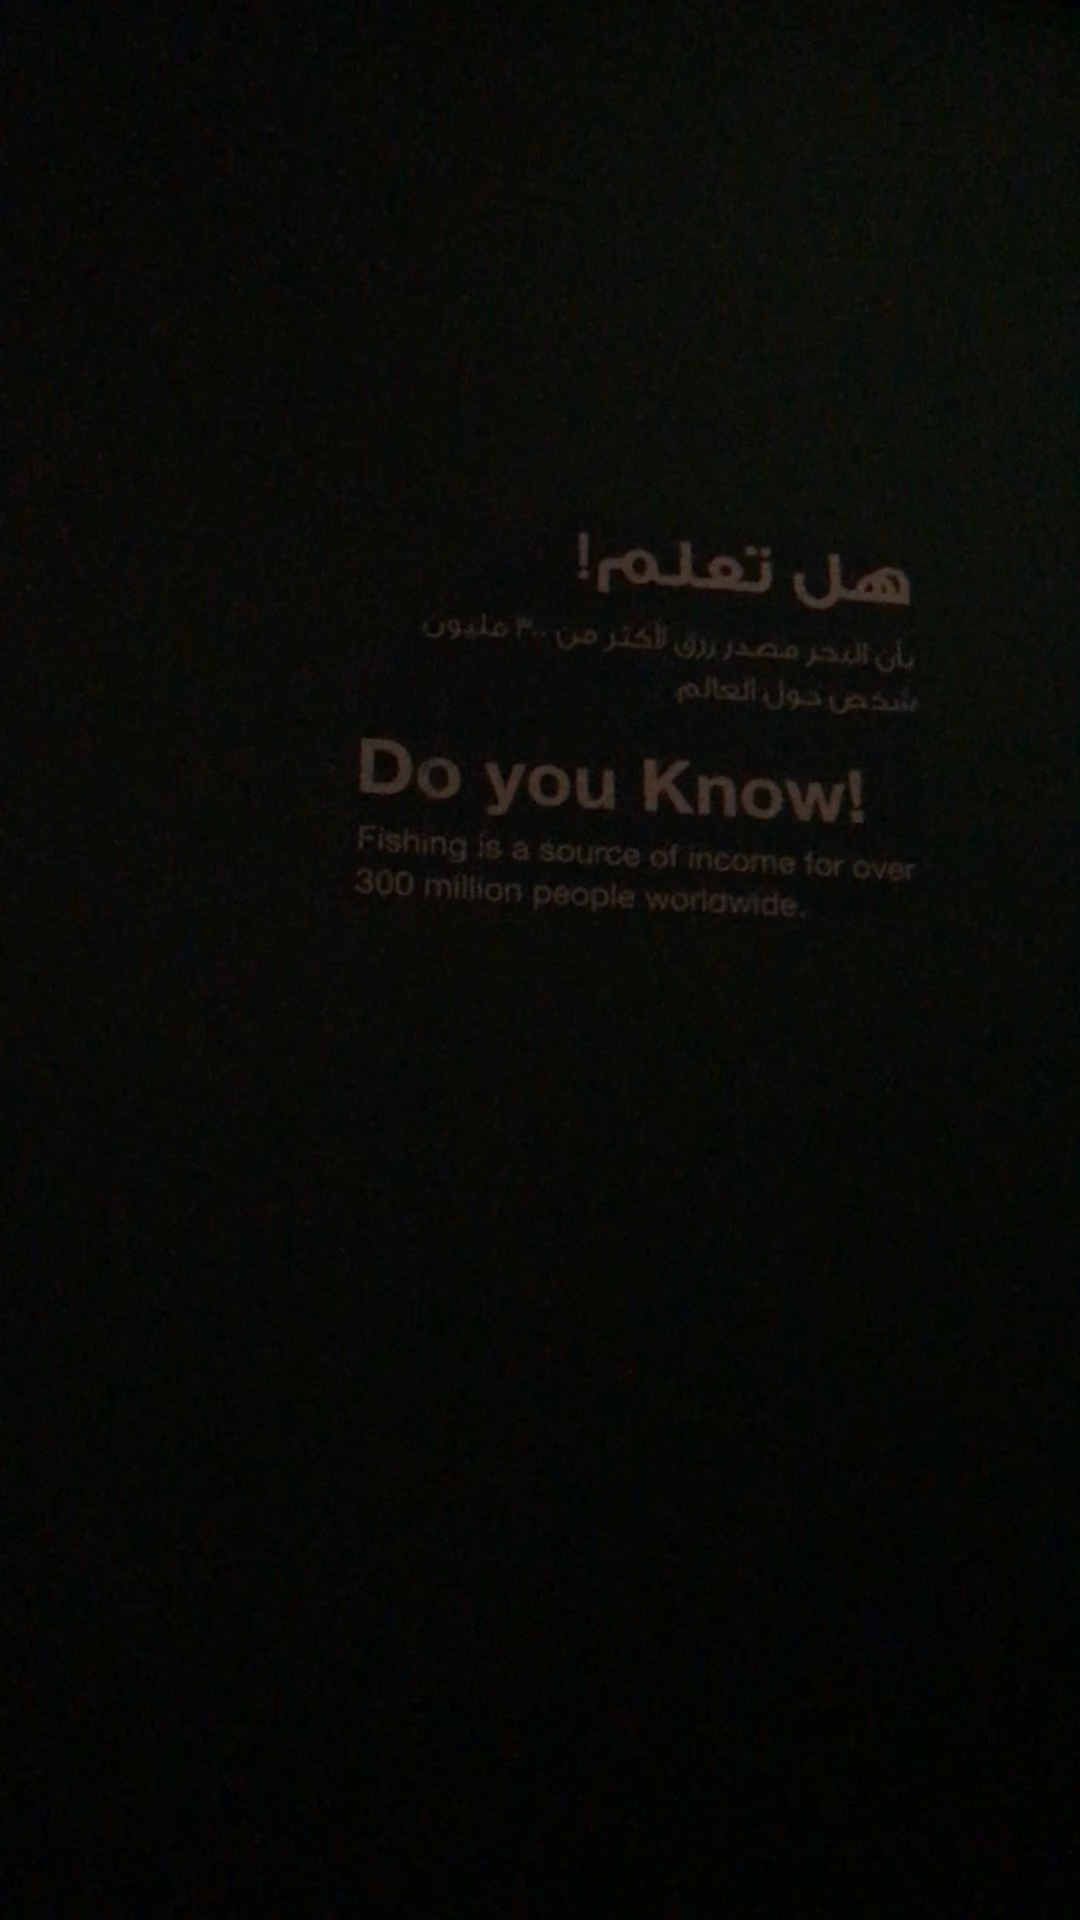 هل تعلم!
بأن البحر مصدر رزق لأكثر من ٣٠٠ مليون
شخص حول العالم
Do you Know!
Fishing is a source of income for over
300 million people worldwide.